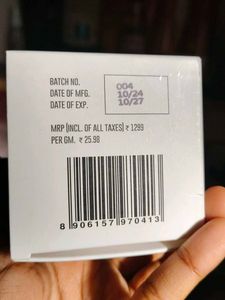 BATCH NO.
DATE OF MFG.
DATE OF EXP.
004
10/24
10/27
MRP (INCL. OF ALL TAXES) ₹ 1299
PER GM. ₹ 25.98
8 906157 970413